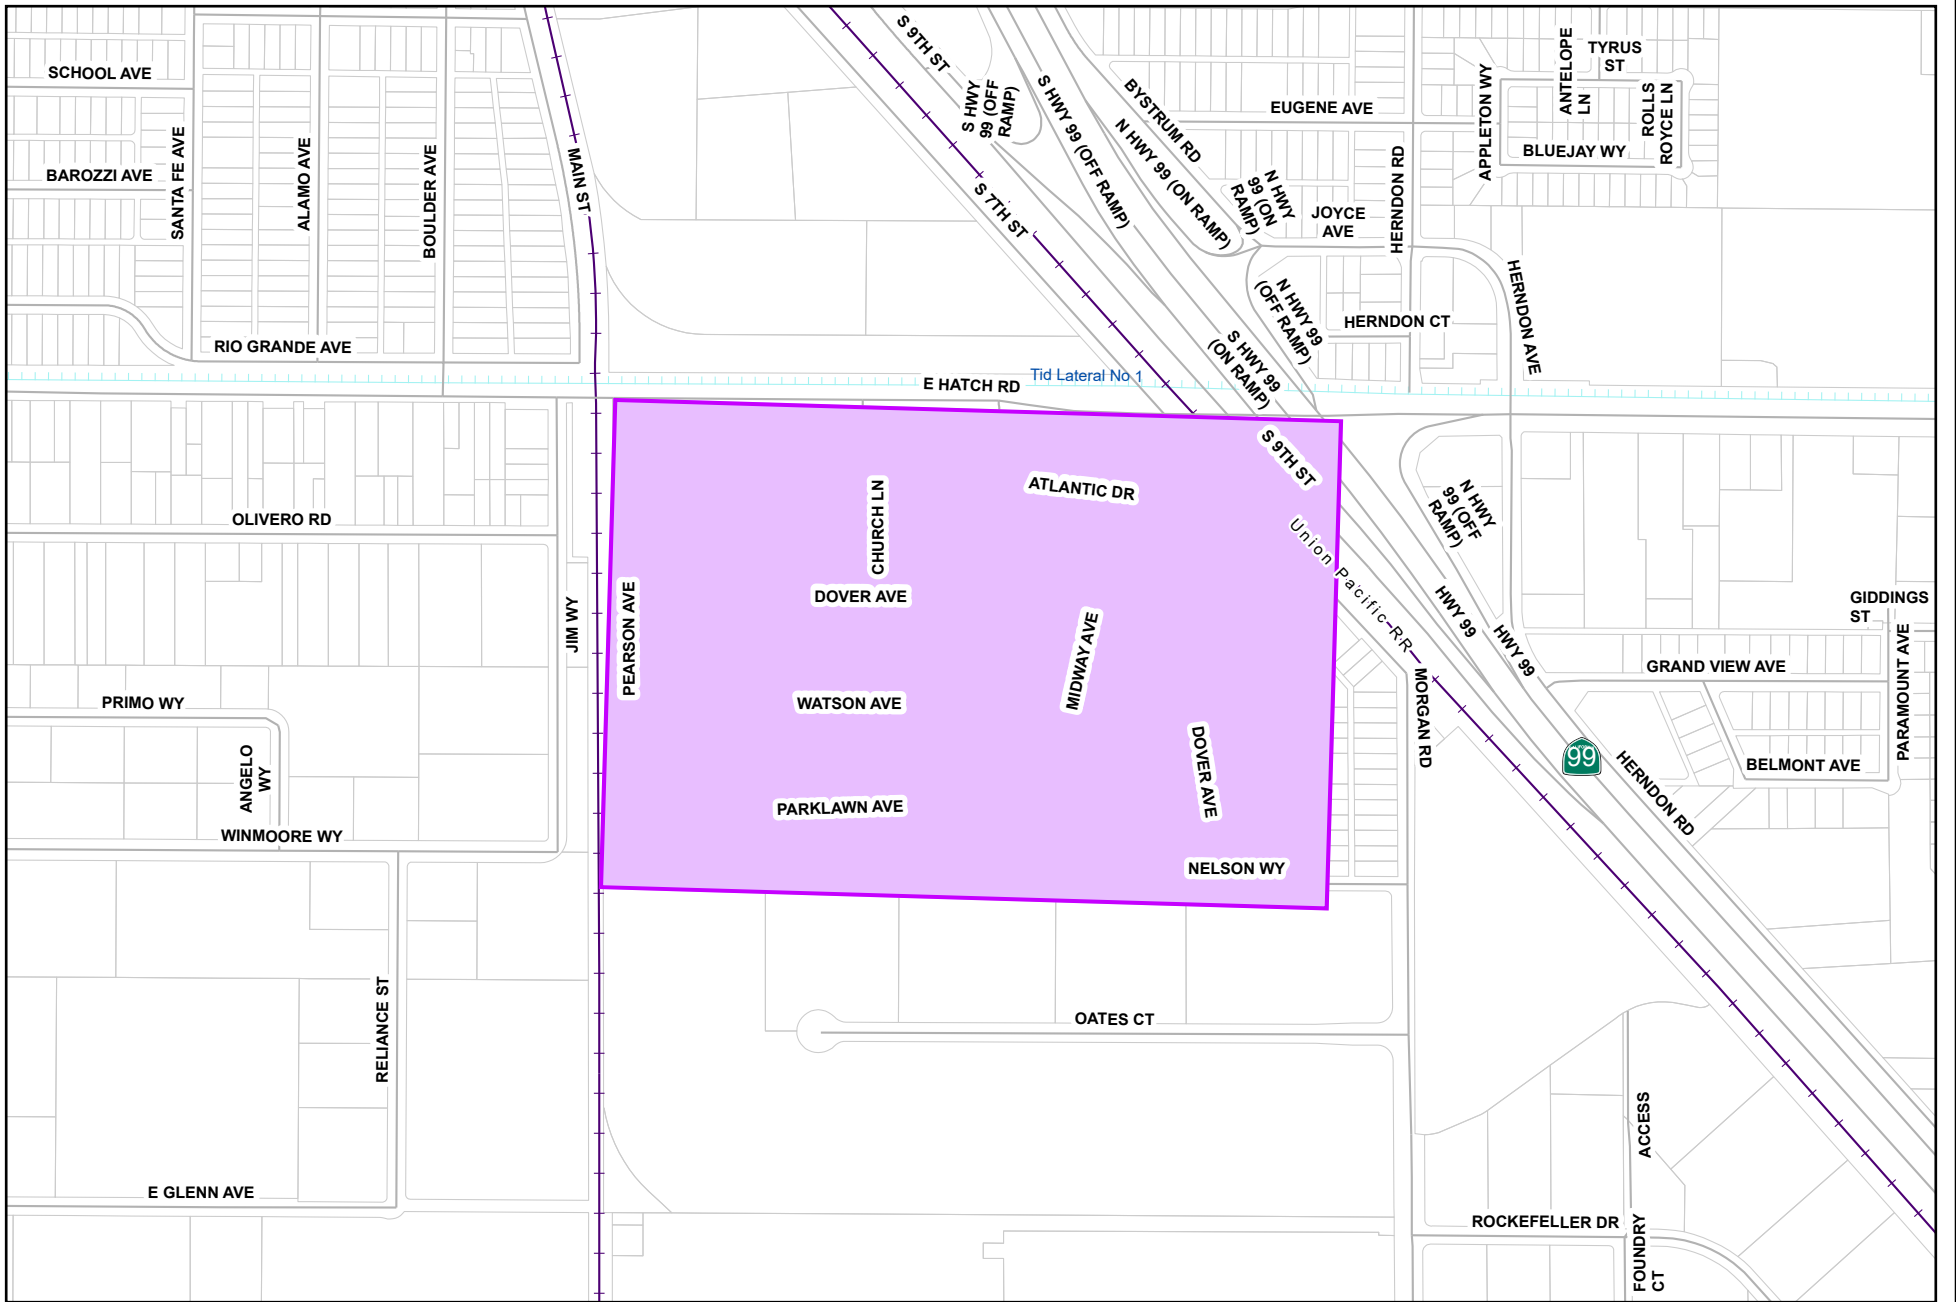 S 9TH ST
TYRUS
ST
ANTELOPE
LN
SCHOOL AVE
S HWY
99 (OFF
RAMP)
S HWY 99 (OFF RAMP)
BYSTRUM RD
EUGENE AVE
APPLETON WY
ROLLS
ROYCE LN
BLUEJAY WY
N HWY 99 (ON RAMP)
SANTA FE AVE
ALAMO AVE
BOULDER AVE
MAIN ST
BAROZZI AVE
S 7TH ST
N HWY
99 (ON
RAMP)
JOYCE
AVE
HERNDON RD
HERNDON AVE
N HWY 99
(OFF RAMP)
HERNDON CT
RIO GRANDE AVE
S HWY 99
(ON RAMP)
E HATCH RD
Tid Lateral No 1
S 9TH ST
ATLANTIC DR
CHURCH LN
N HWY
99 (OFF
RAMP)
OLIVERO RD
Union Pacific RR
DOVER AVE
PEARSON AVE
JIM WY
MIDWAY AVE
HWY 99
HWY 99
GIDDINGS
ST
PARAMOUNT AVE
GRAND VIEW AVE
PRIMO WY
WATSON AVE
MORGAN RD
DOVER AVE
ANGELO
WY
99
HERNDON RD
BELMONT AVE
PARKLAWN AVE
WINMOORE WY
NELSON WY
RELIANCE ST
OATES CT
ACCESS
E GLENN AVE
ROCKEFELLER DR
FOUNDRY
CT